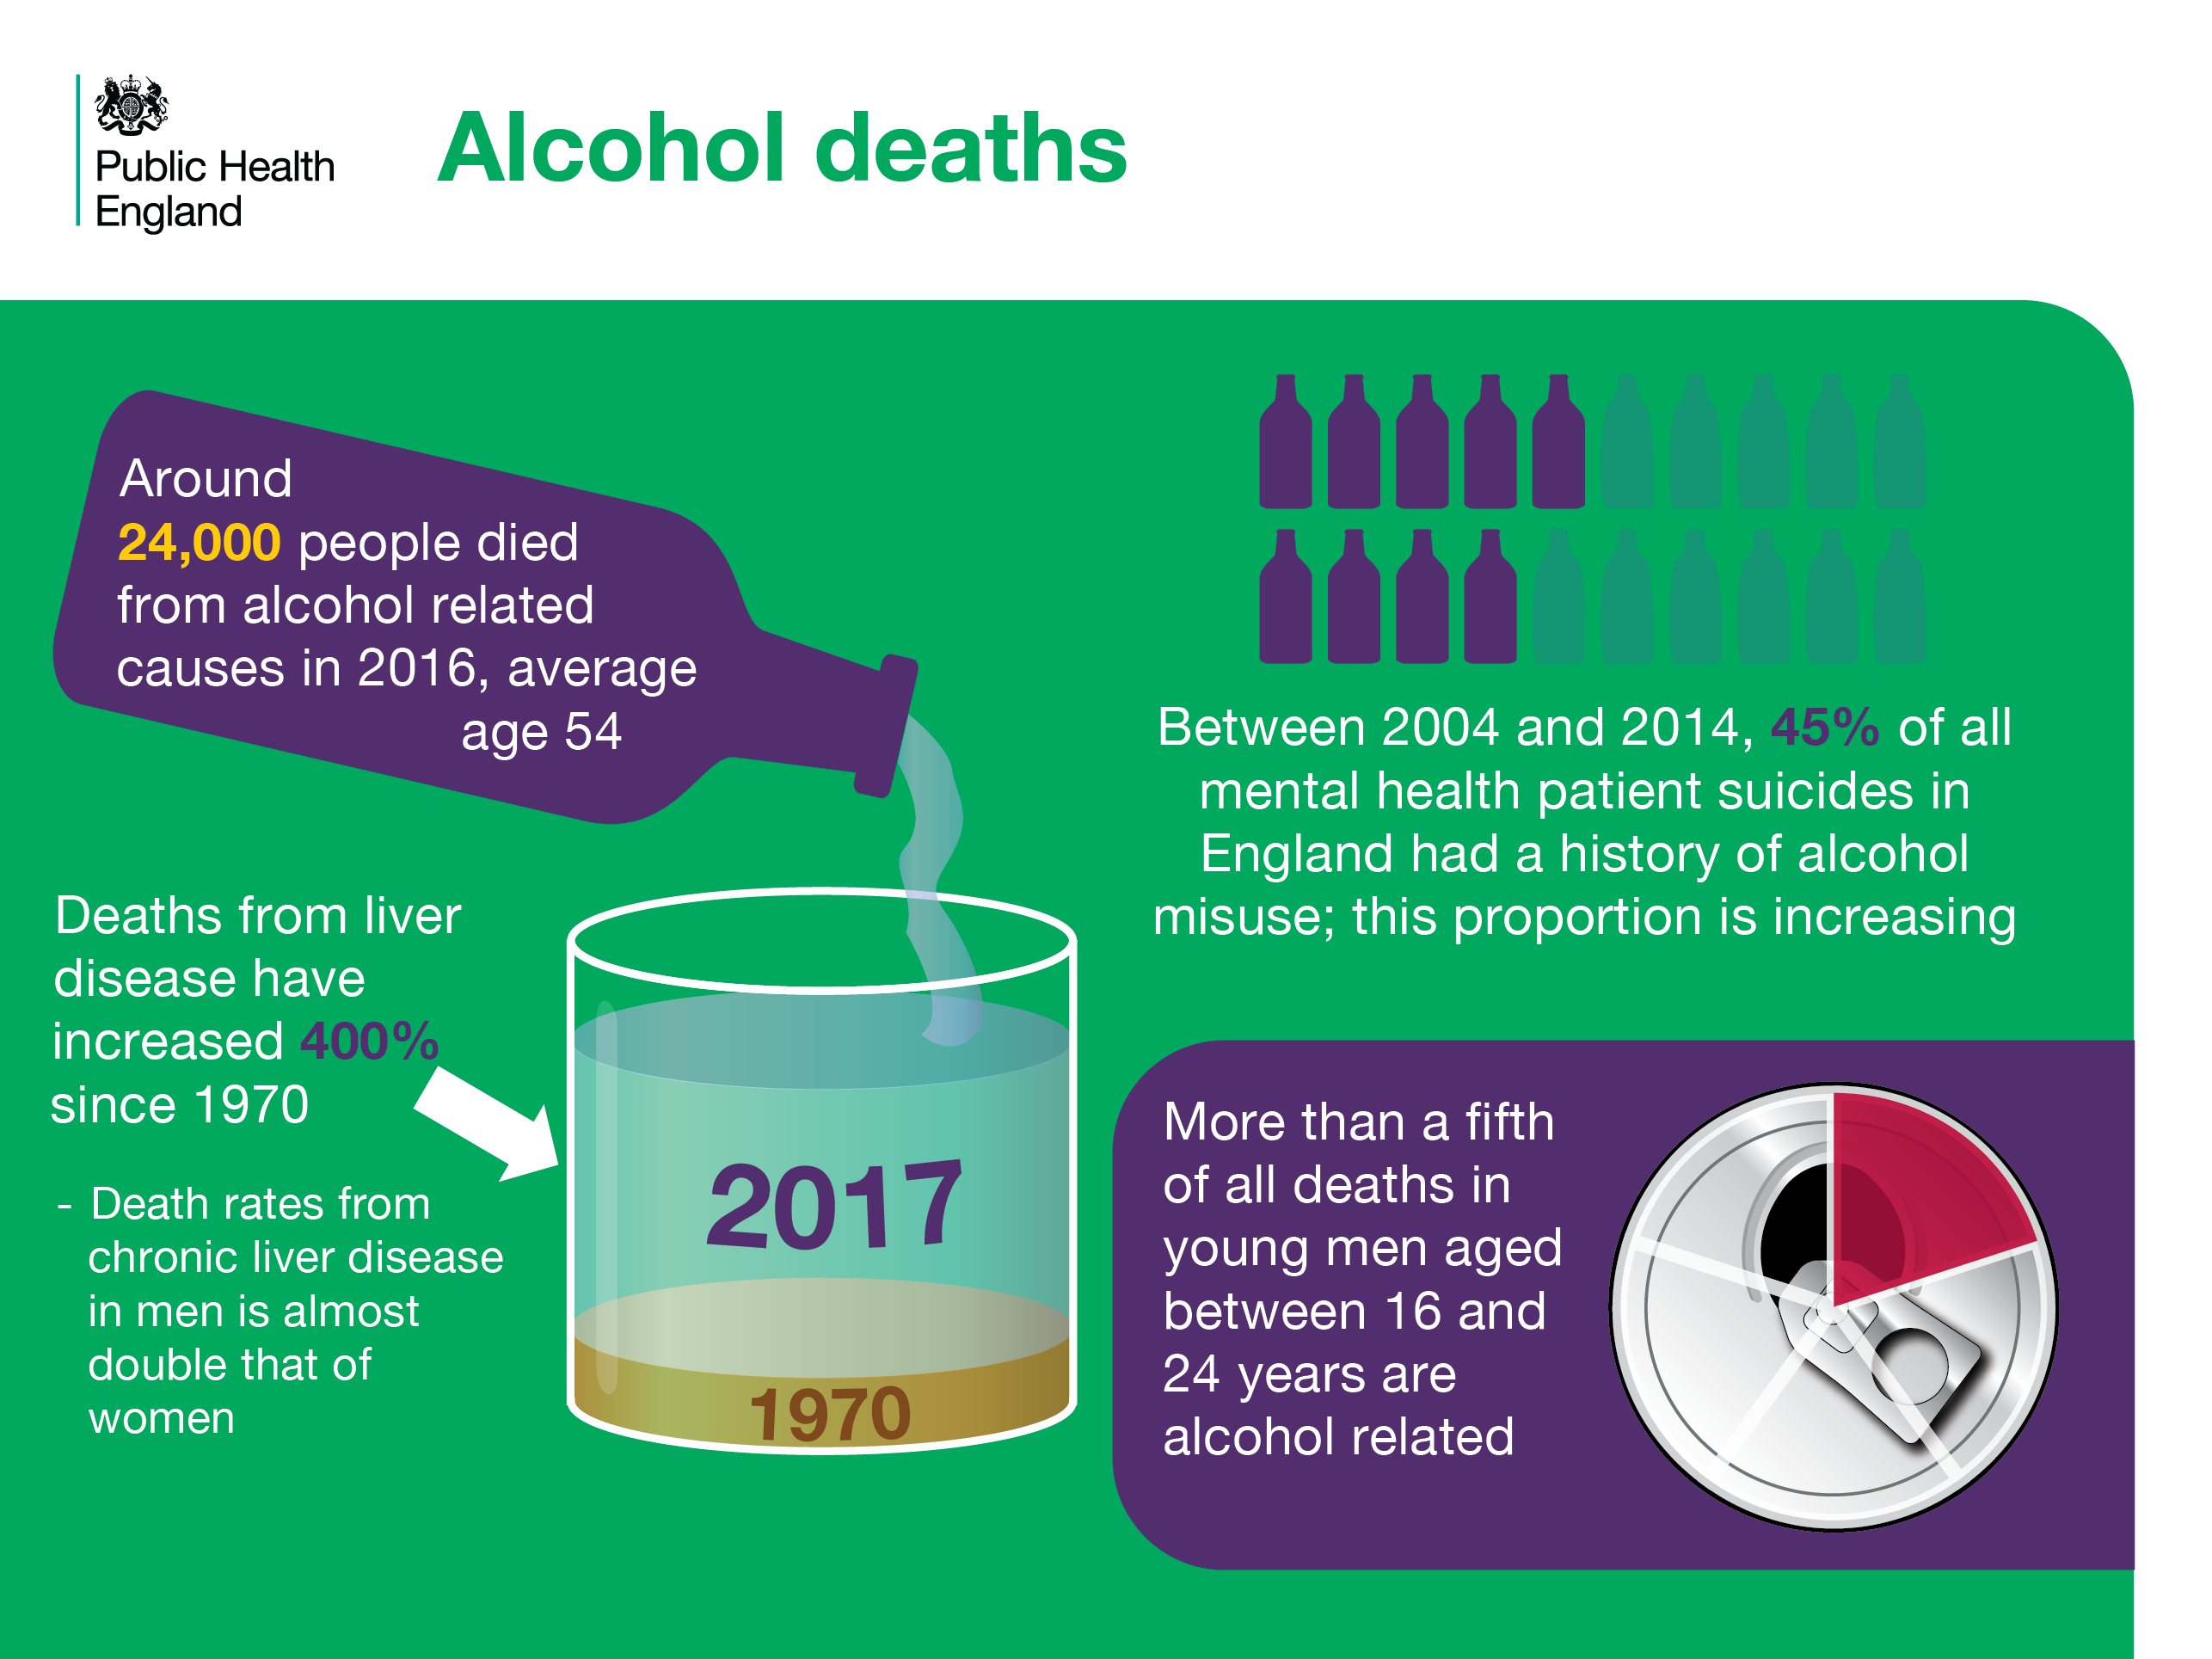 Public Health
England
Alcohol deaths
Around
24,000 people died
from alcohol related
causes in 2016, average
age 54
Between 2004 and 2014, 45% of all
mental health patient suicides in
England had a history of alcohol
misuse; this proportion is increasing
Deaths from liver
disease have
increased 400%
since 1970
- Death rates from
chronic liver disease
in men is almost
double that of
women
2017
1970
More than a fifth
of all deaths in
young men aged
between 16 and
24 years are
alcohol related